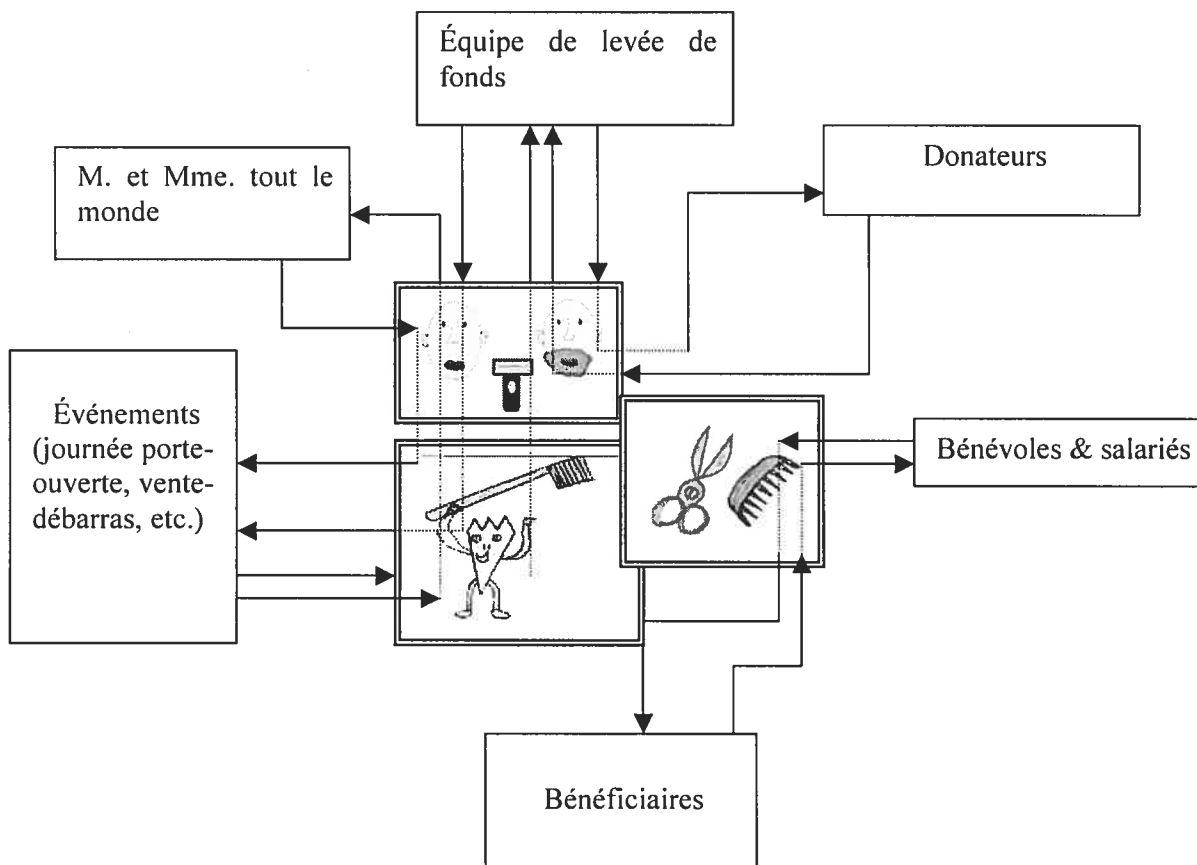 Équipe de levée de
fonds
Donateurs
M. et Mme. tout le
monde
Événements
(journée porte-
ouverte, vente-
débarras, etc.)
Bénévoles & salariés
Bénéficiaires